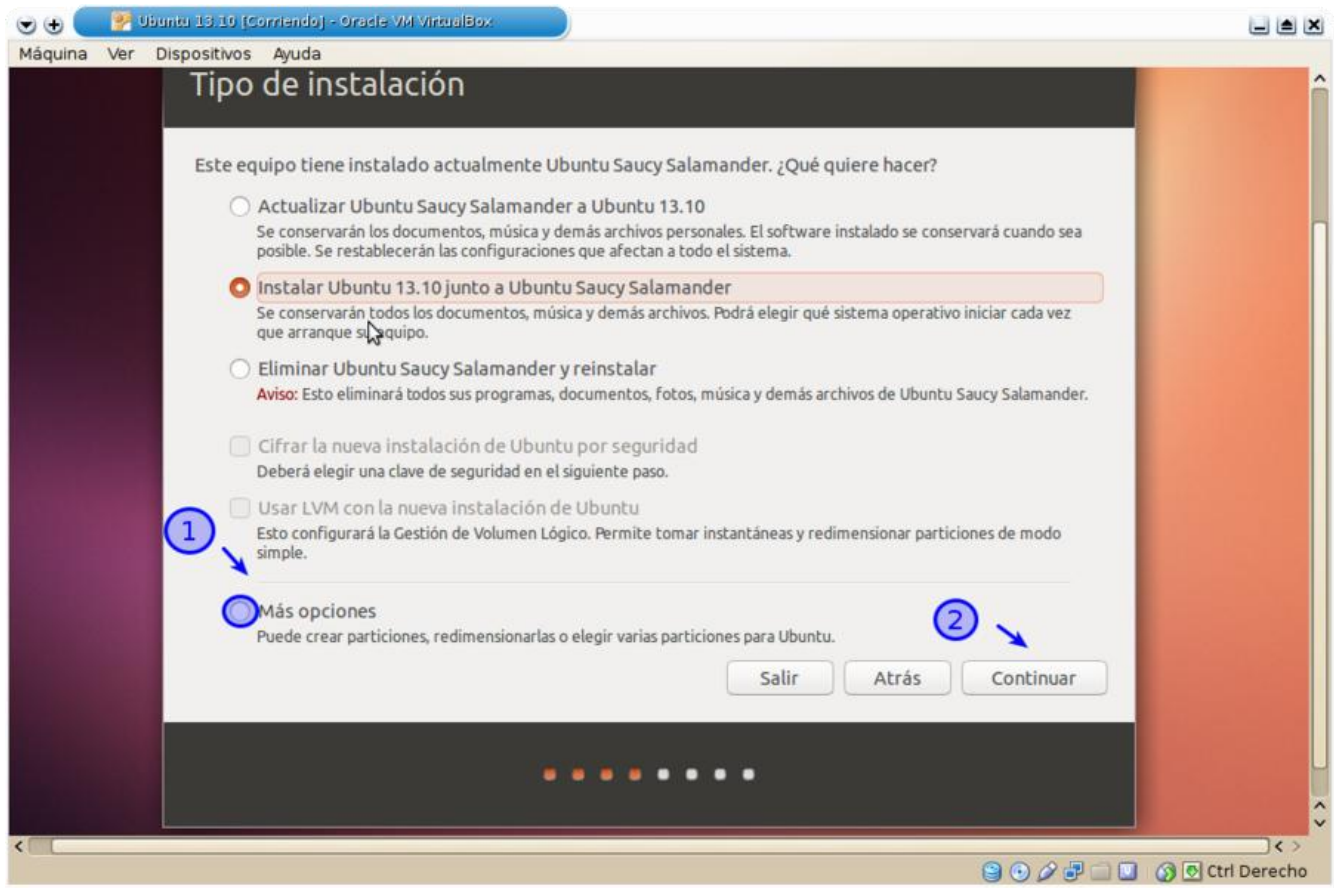 Ubuntu 13.10 [Corriendo] - Oracle VM VirtualBox
Máquina Ver Dispositivos Ayuda
Tipo de instalación
Este equipo tiene instalado actualmente Ubuntu Saucy Salamander. ¿Qué quiere hacer?
Actualizar Ubuntu Saucy Salamander a Ubuntu 13.10
Se conservarán los documentos, música y demás archivos personales. El software instalado se conservará cuando sea
posible. Se restablecerán las configuraciones que afectan a todo el sistema.
Instalar Ubuntu 13.10 junto a Ubuntu Saucy Salamander
Se conservarán todos los documentos, música y demás archivos. Podrá elegir qué sistema operativo iniciar cada vez
que arranque su equipo.
Eliminar Ubuntu Saucy Salamander y reinstalar
Aviso: Esto eliminará todos sus programas, documentos, fotos, música y demás archivos de Ubuntu Saucy Salamander.
Cifrar la nueva instalación de Ubuntu por seguridad
Deberá elegir una clave de seguridad en el siguiente paso.
Usar LVM con la nueva instalación de Ubuntu
1
Esto configurará la Gestión de Volumen Lógico. Permite tomar instantáneas y redimensionar particiones de modo
simple.
Más opciones
2
Puede crear particiones, redimensionarlas o elegir varias particiones para Ubuntu.
Salir Atrás Continuar
Ctrl Derecho